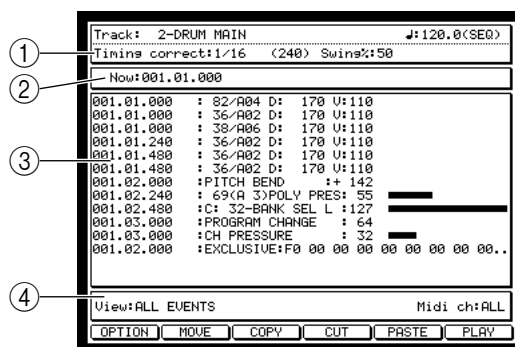 Track: 2-DRUM MAIN ♩:120.0(SEQ)
① Timing correct:1/16 (240) Swing%:50
② Now:001.01.000
001.01.000 : 82/A04 D: 170 V:110
001.01.000 : 36/A02 D: 170 V:110
001.01.000 : 38/A06 D: 170 V:110
001.01.240 : 36/A02 D: 170 V:110
001.01.480 : 36/A02 D: 170 V:110
③ 001.01.480 : 36/A02 D: 170 V:110
001.02.000 :PITCH BEND :+ 142
001.02.240 : 69(A 3)POLY PRES: 55
001.02.480 :C: 32-BANK SEL L :127
001.03.000 :PROGRAM CHANGE : 64
001.03.000 :CH PRESSURE : 32
001.02.000 :EXCLUSIVE:F0 00 00 00 00 00 00 00..
④ View:ALL EVENTS Midi ch:ALL
OPTION MOVE COPY CUT PASTE PLAY